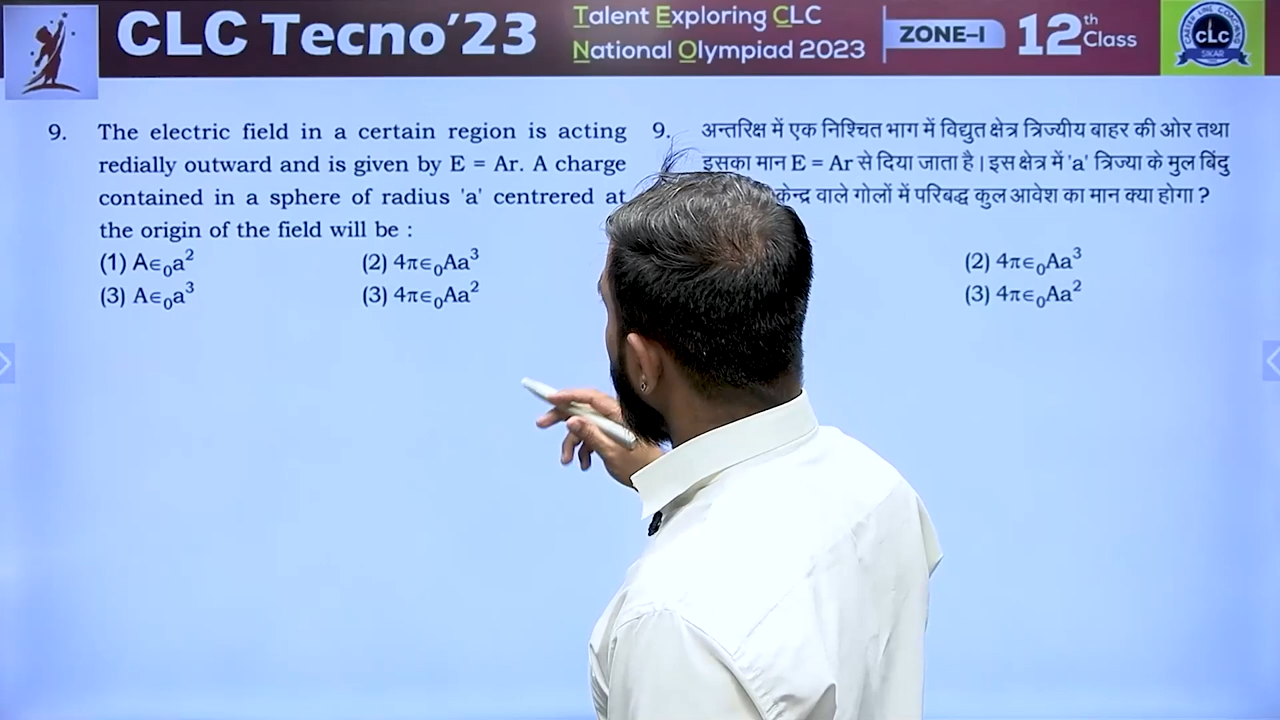 CLC Tecno'23
Talent Exploring CLC
National Olympiad 2023
ZONE–I
12th Class
CLC
SIKAR
9. The electric field in a certain region is acting
redially outward and is given by E = Ar. A charge
contained in a sphere of radius 'a' centrered at
the origin of the field will be :
(1) A∈₀a² (2) 4π∈₀Aa³
(3) A∈₀a³ (3) 4π∈₀Aa²
9. अन्तरिक्ष में एक निश्चित भाग में विद्युत क्षेत्र त्रिज्यीय बाहर की ओर तथा
इसका मान E = Ar से दिया जाता है। इस क्षेत्र में 'a' त्रिज्या के मुल बिंदु
केन्द्र वाले गोलों में परिबद्ध कुल आवेश का मान क्या होगा ?
(2) 4π∈₀Aa³
(3) 4π∈₀Aa²